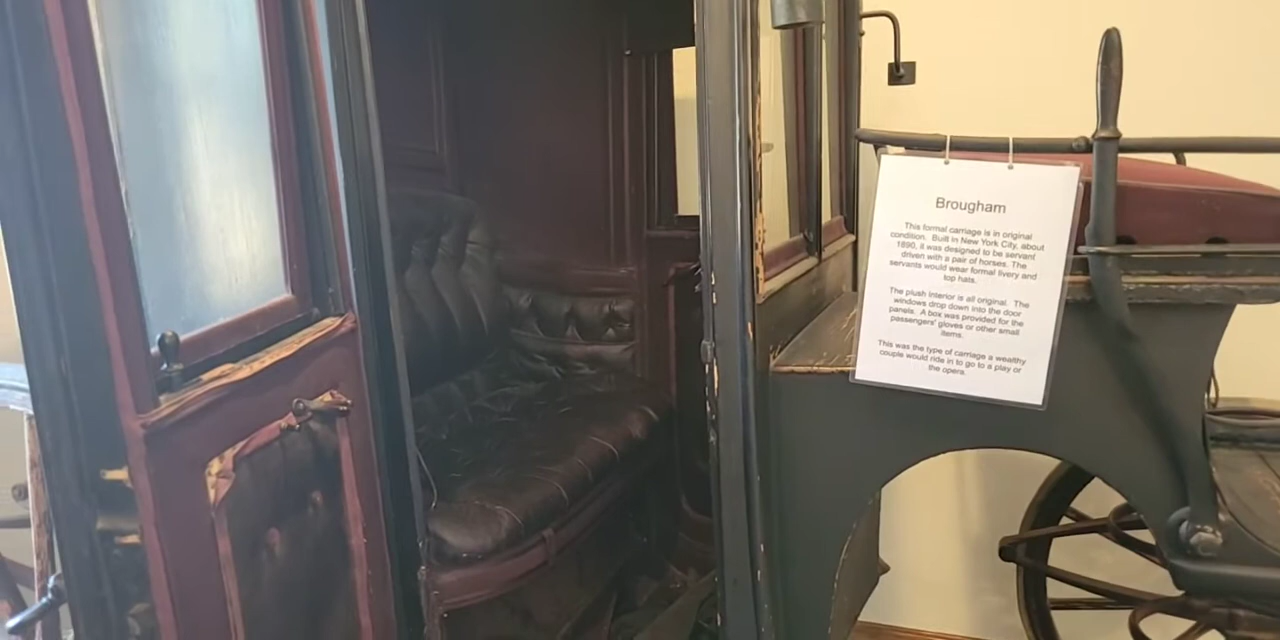 Brougham
This formal carriage is in original
condition. Built in New York City, about
1890, it was designed to be servant
driven with a pair of horses. The
servants would wear formal livery and
top hats.
The plush interior is all original. The
windows drop down into the door
panels. A box was provided for the
passengers' gloves or other small
items.
This was the type of carriage a wealthy
couple would ride in to go to a play or
the opera.